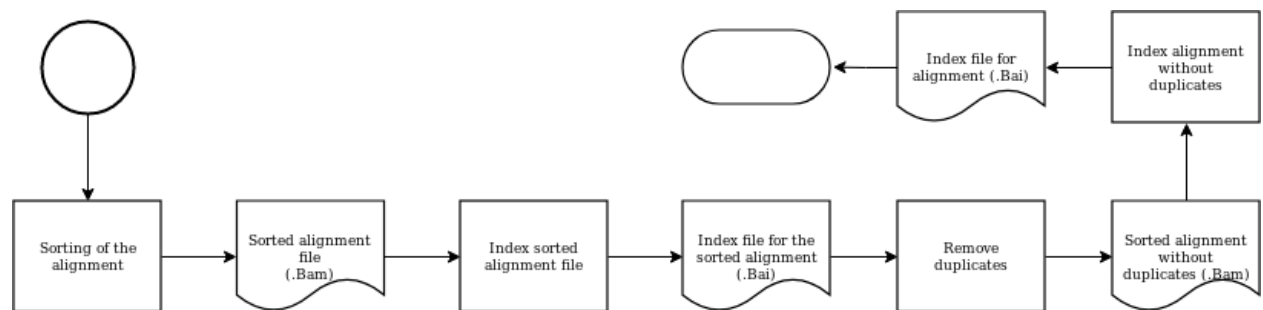 Sorting of the
alignment
Sorted alignment
file
(.Bam)
Index sorted
alignment file
Index file for the
sorted alignment
(.Bai)
Remove
duplicates
Sorted alignment
without
duplicates (.Bam)
Index alignment
without
duplicates
Index file for
alignment (.Bai)